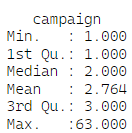 campaign
Min.   : 1.000
1st Qu.: 1.000
Median : 2.000
Mean   : 2.764
3rd Qu.: 3.000
Max.   :63.000